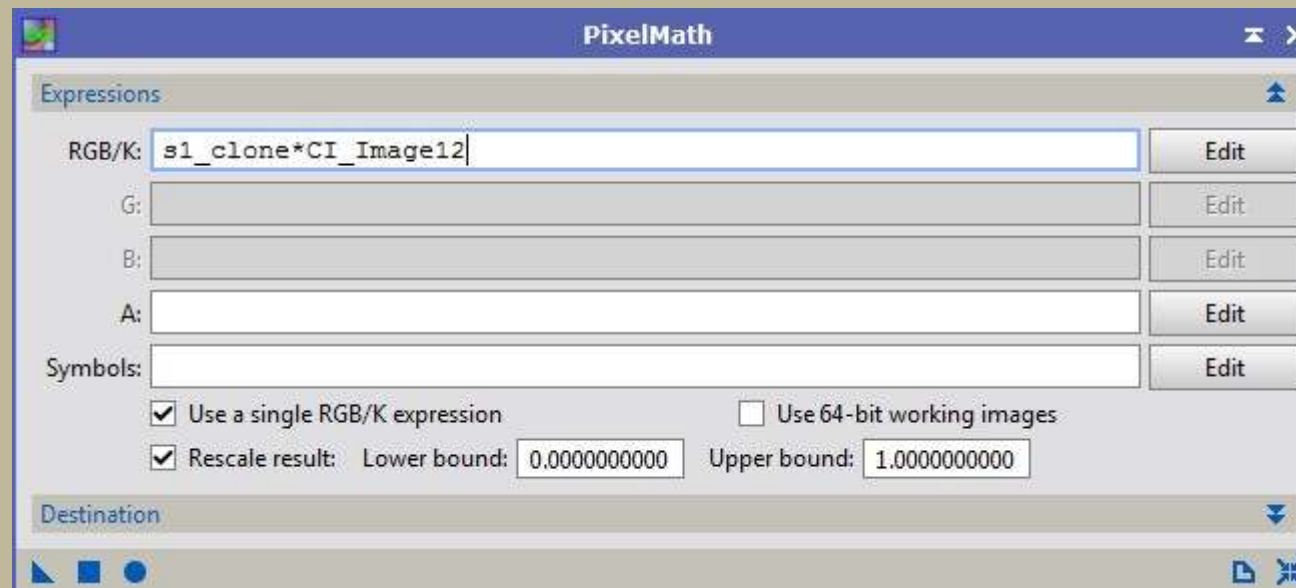 PixelMath
Expressions
RGB/K: s1_clone*CI_Image12 Edit
G: Edit
B: Edit
A: Edit
Symbols: Edit
Use a single RGB/K expression Use 64-bit working images
Rescale result: Lower bound: 0.0000000000 Upper bound: 1.0000000000
Destination